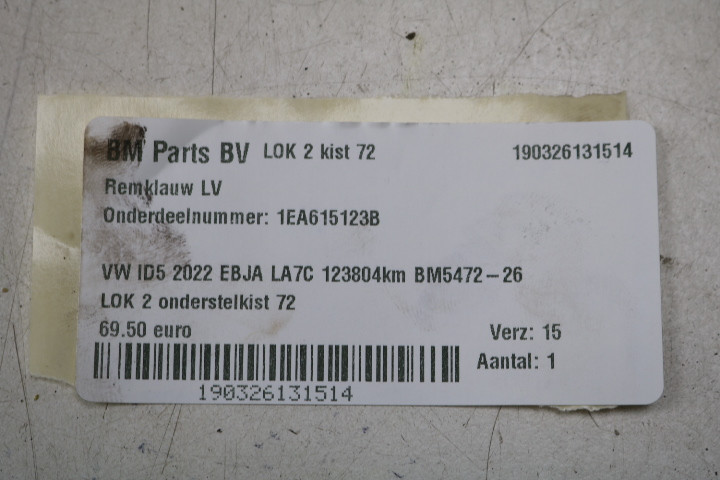 BM Parts BV LOK 2 kist 72 190326131514
Remklauw LV
Onderdeelnummer: 1EA615123B
VW ID5 2022 EBJA LA7C 123804km BM5472-26
LOK 2 onderstelkist 72
69.50 euro Verz: 15
Aantal: 1
190326131514